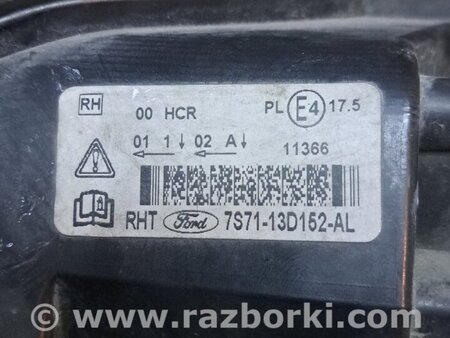 RH 00 HCR PL E4 17.5
01 1↓ 02 A↓ 11366
RHT Ford 7S71-13D152-AL
© www.razborki.com